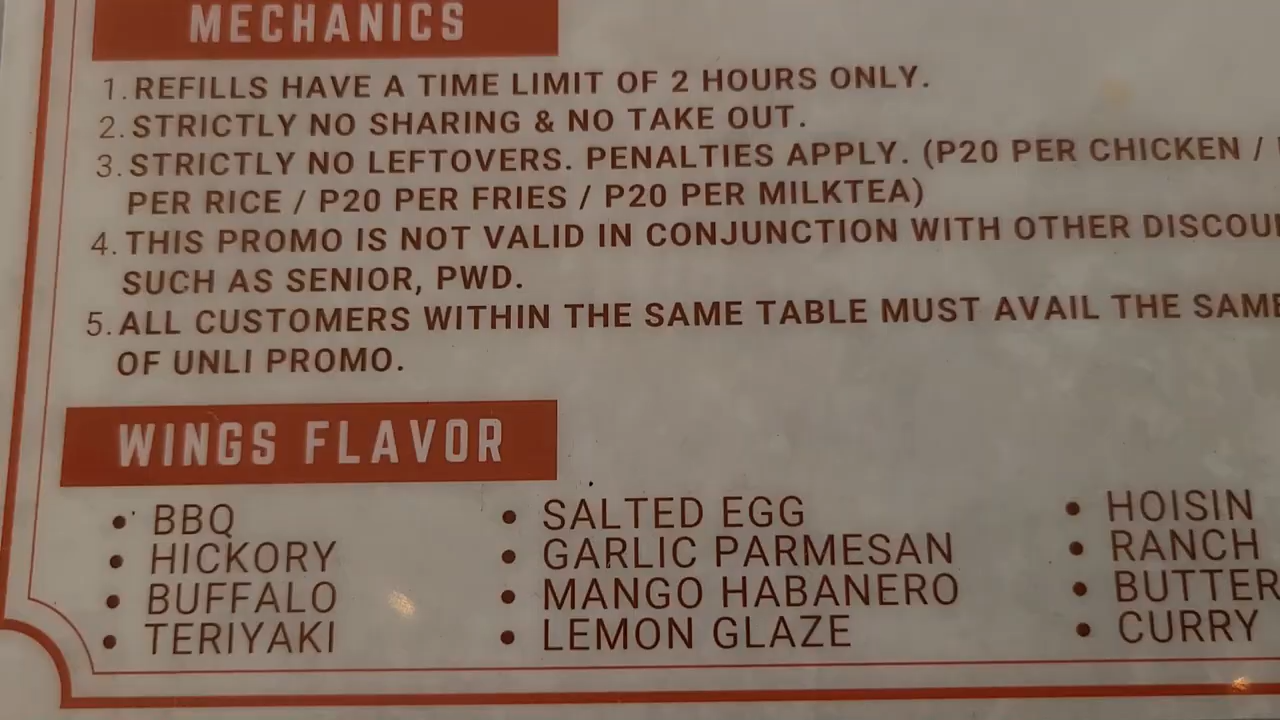 MECHANICS
1. REFILLS HAVE A TIME LIMIT OF 2 HOURS ONLY.
2. STRICTLY NO SHARING & NO TAKE OUT.
3. STRICTLY NO LEFTOVERS. PENALTIES APPLY. (P20 PER CHICKEN /
PER RICE / P20 PER FRIES / P20 PER MILKTEA)
4. THIS PROMO IS NOT VALID IN CONJUNCTION WITH OTHER DISCOU
SUCH AS SENIOR, PWD.
5. ALL CUSTOMERS WITHIN THE SAME TABLE MUST AVAIL THE SAME
OF UNLI PROMO.
WINGS FLAVOR
• BBQ • SALTED EGG • HOISIN
• HICKORY • GARLIC PARMESAN • RANCH
• BUFFALO • MANGO HABANERO • BUTTER
• TERIYAKI • LEMON GLAZE • CURRY